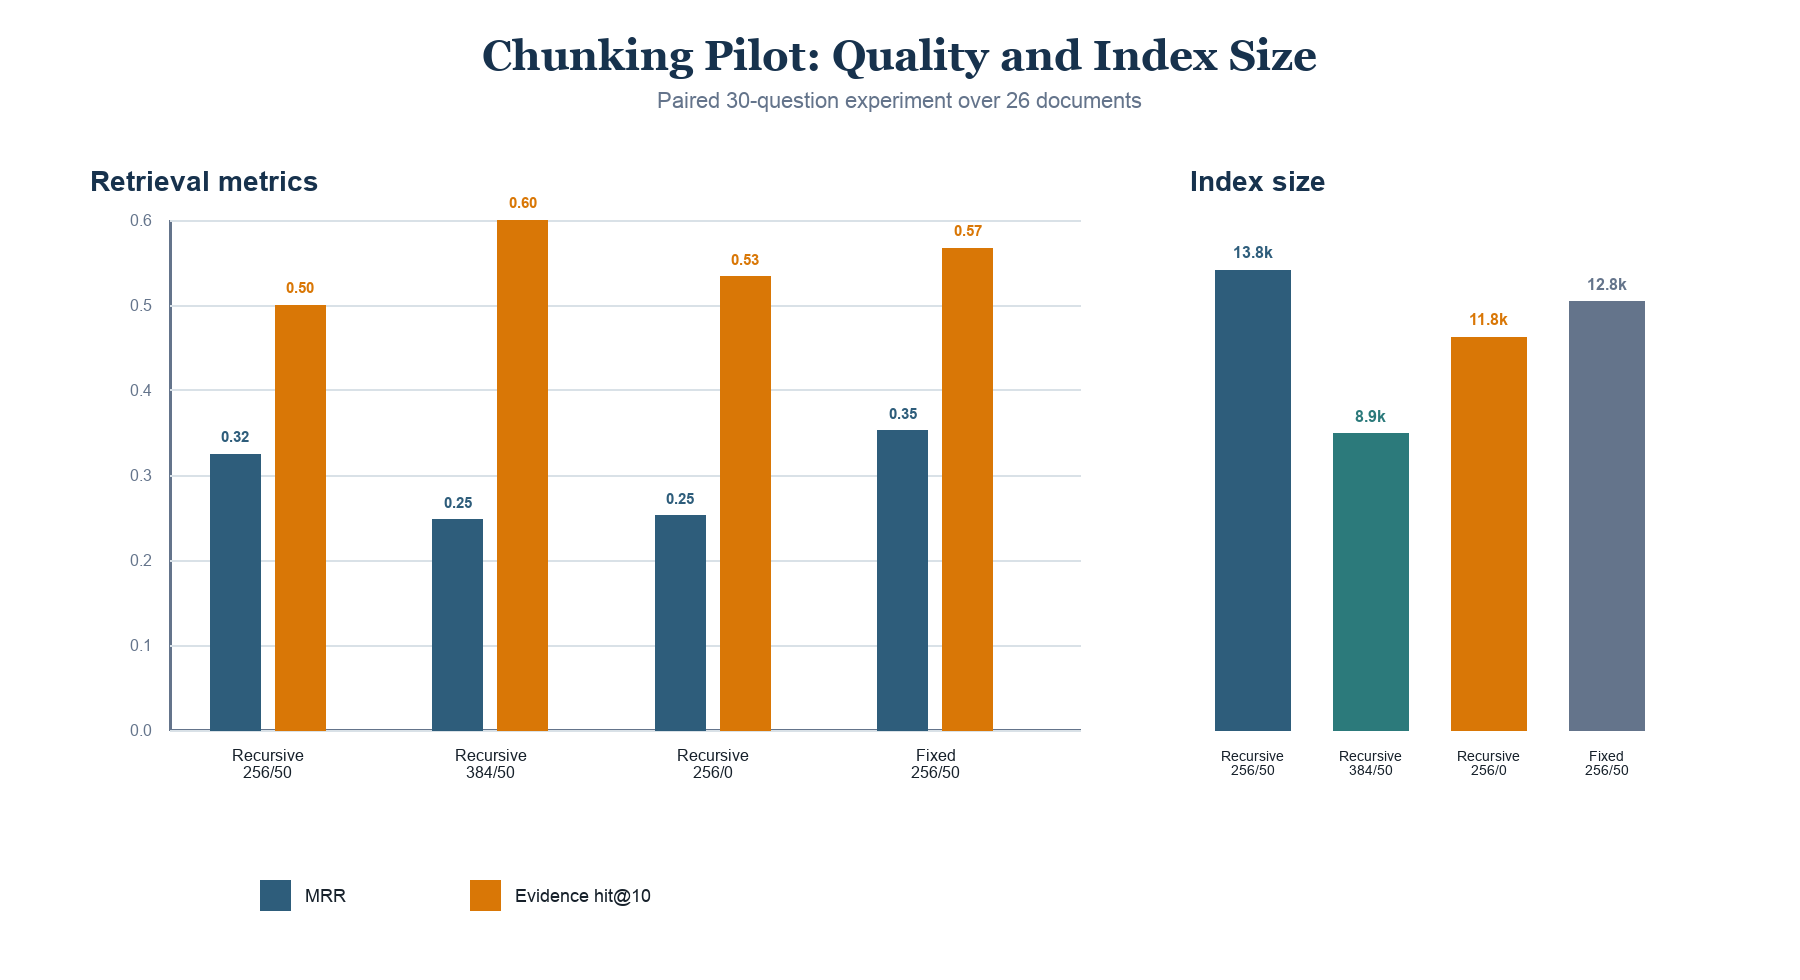 Chunking Pilot: Quality and Index Size
Paired 30-question experiment over 26 documents
Retrieval metrics
0.6
0.5
0.4
0.3
0.2
0.1
0.0
0.32
0.50
0.25
0.60
0.25
0.53
0.35
0.57
Recursive
256/50
Recursive
384/50
Recursive
256/0
Fixed
256/50
MRR
Evidence hit@10
Index size
13.8k
8.9k
11.8k
12.8k
Recursive
256/50
Recursive
384/50
Recursive
256/0
Fixed
256/50